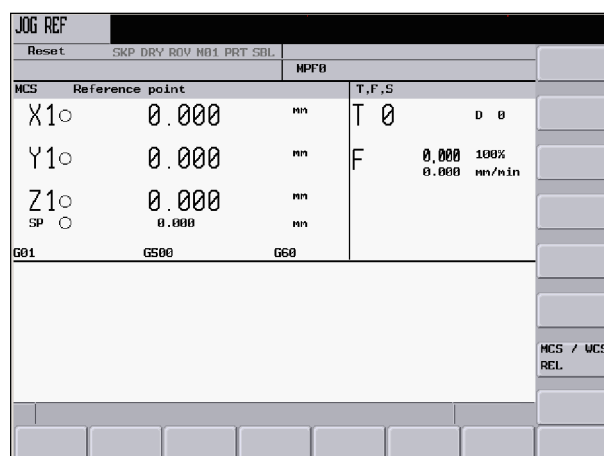 JOG REF
Reset SKP DRY ROV M01 PRT SBL
MPF0
MCS Reference point T,F,S
X1 0.000 mm T 0 D 0
Y1 0.000 mm F 0,000 100%
0.000 mm/min
Z1 0.000 mm
SP 0.000 mm
G01 G500 G60
MCS / WCS
REL